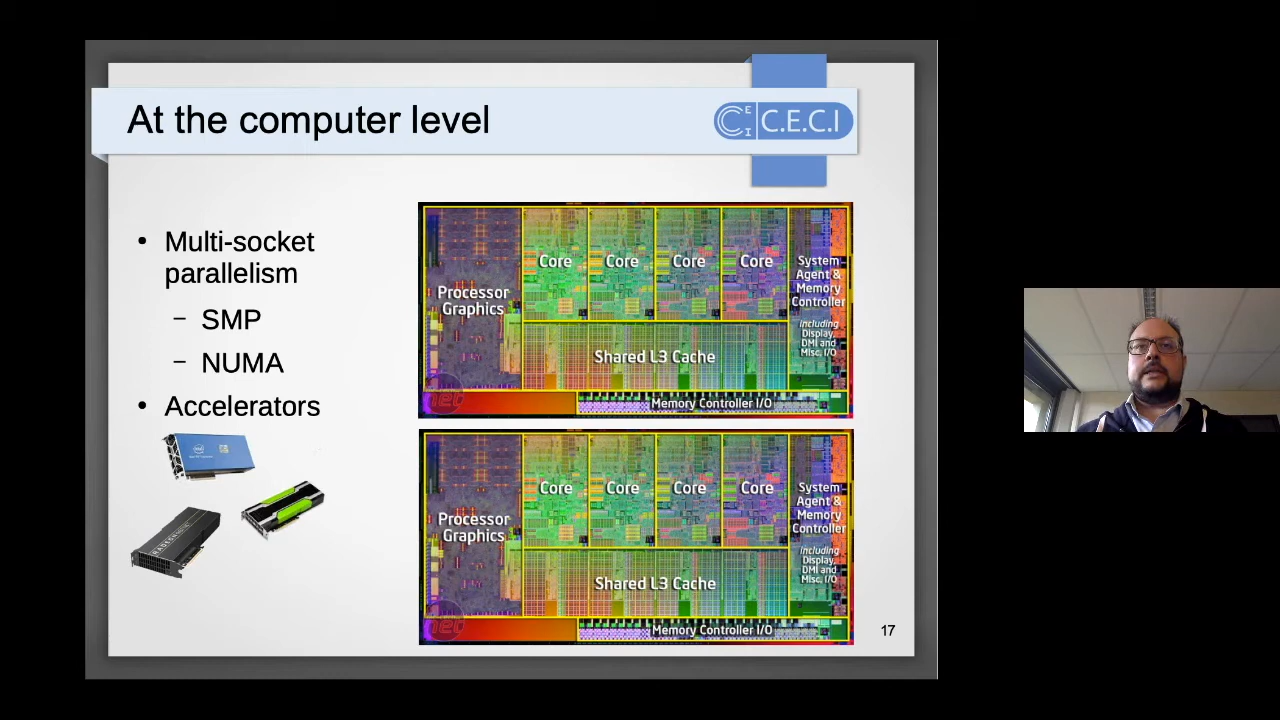 At the computer level
C E C I C.E.C.I
• Multi-socket
parallelism
– SMP
– NUMA
• Accelerators
Core Core Core Core
Processor
Graphics
System
Agent &
Memory
Controller
including
Display,
DMI and
Misc. I/O
Shared L3 Cache
Memory Controller I/O
Core Core Core Core
Processor
Graphics
System
Agent &
Memory
Controller
including
Display,
DMI and
Misc. I/O
Shared L3 Cache
Memory Controller I/O
17